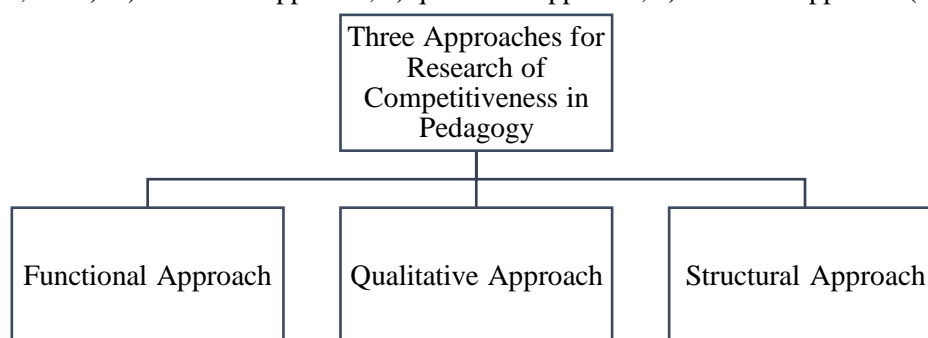 Three Approaches for
Research of
Competitiveness in
Pedagogy
Functional Approach
Qualitative Approach
Structural Approach